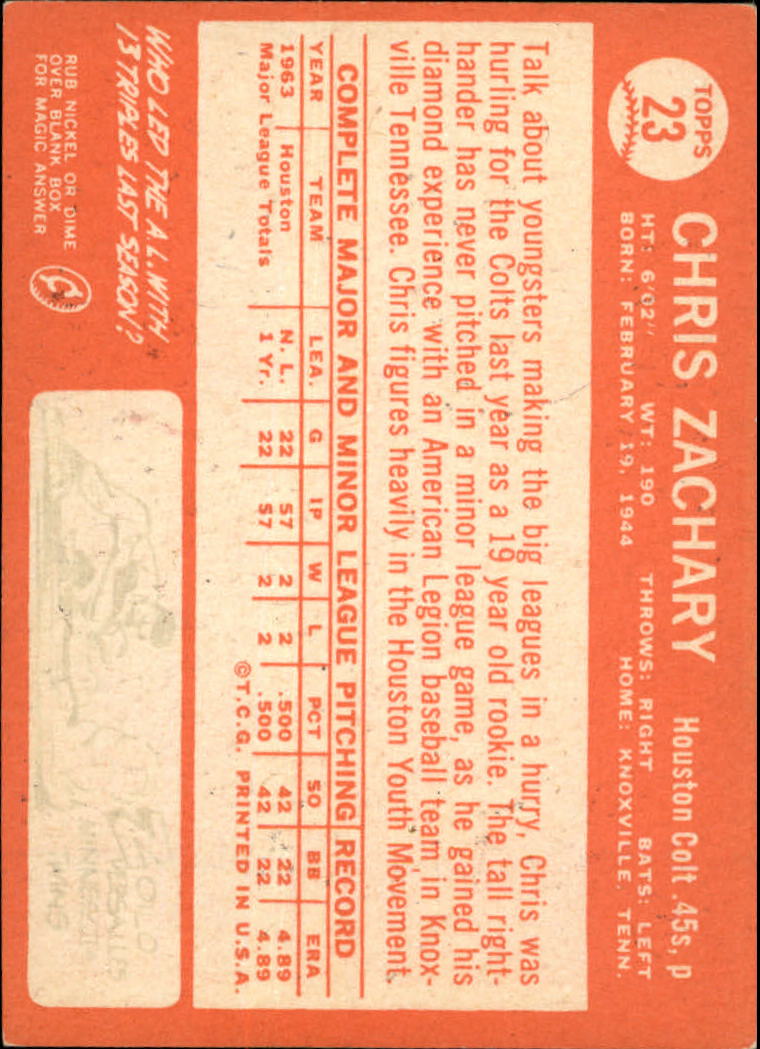 TOPPS
23
CHRIS ZACHARY Houston Colt .45s, p
HT: 6'02" WT: 190 THROWS: RIGHT BATS: LEFT
BORN: FEBRUARY 19, 1944 HOME: KNOXVILLE, TENN.
Talk about youngsters making the big leagues in a hurry, Chris was
hurling for the Colts last year as a 19 year old rookie. The tall right-
hander has never pitched in a minor league game, as he gained his
diamond experience with an American Legion baseball team in Knox-
ville Tennessee. Chris figures heavily in the Houston Youth Movement.
COMPLETE MAJOR AND MINOR LEAGUE PITCHING RECORD
YEAR TEAM LEA. G IP W L PCT SO BB ERA
1963 Houston N. L. 22 57 2 2 .500 42 22 4.89
Major League Totals 1 Yr. 22 57 2 2 .500 42 22 4.89
©T.C.G. PRINTED IN U.S.A.
WHO LED THE A.L. WITH
13 TRIPLES LAST SEASON?
RUB NICKEL OR DIME
OVER BLANK BOX
FOR MAGIC ANSWER
ZOILO
VERSALLES
MINNESOTA
TWINS